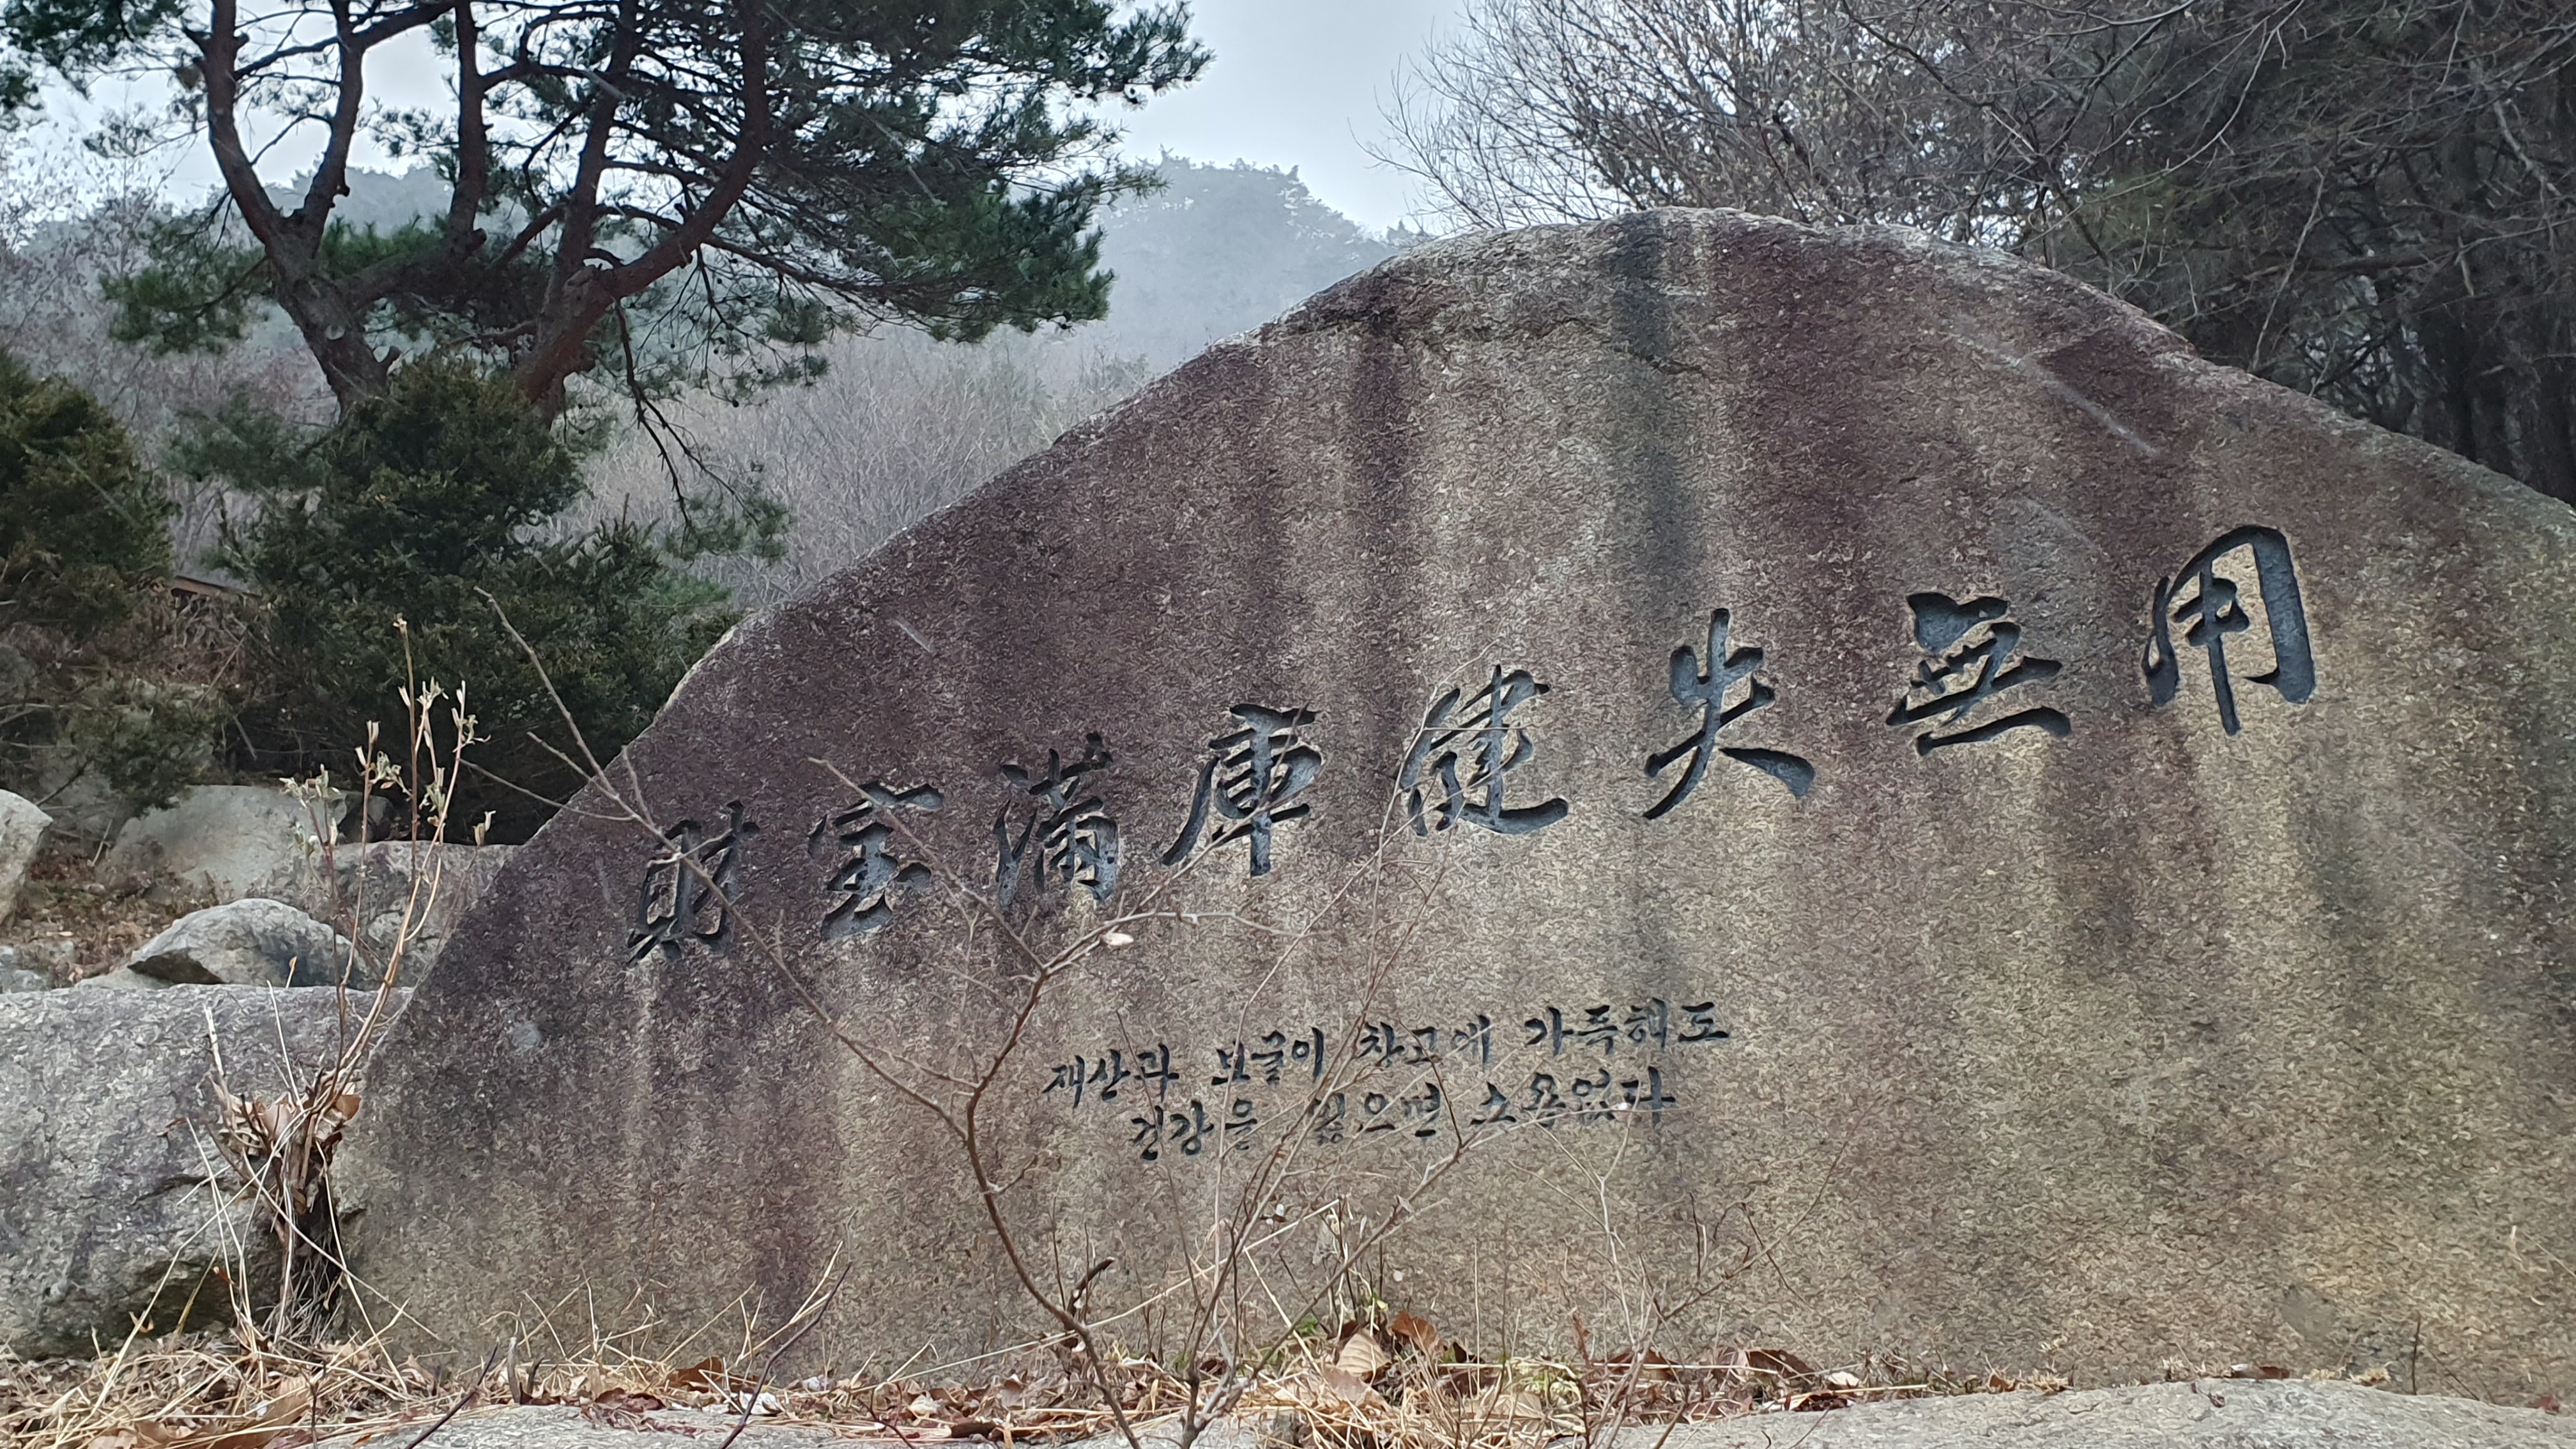 財宝滿庫健失無用
재산과 보물이 창고에 가득해도
건강을 잃으면 소용없다